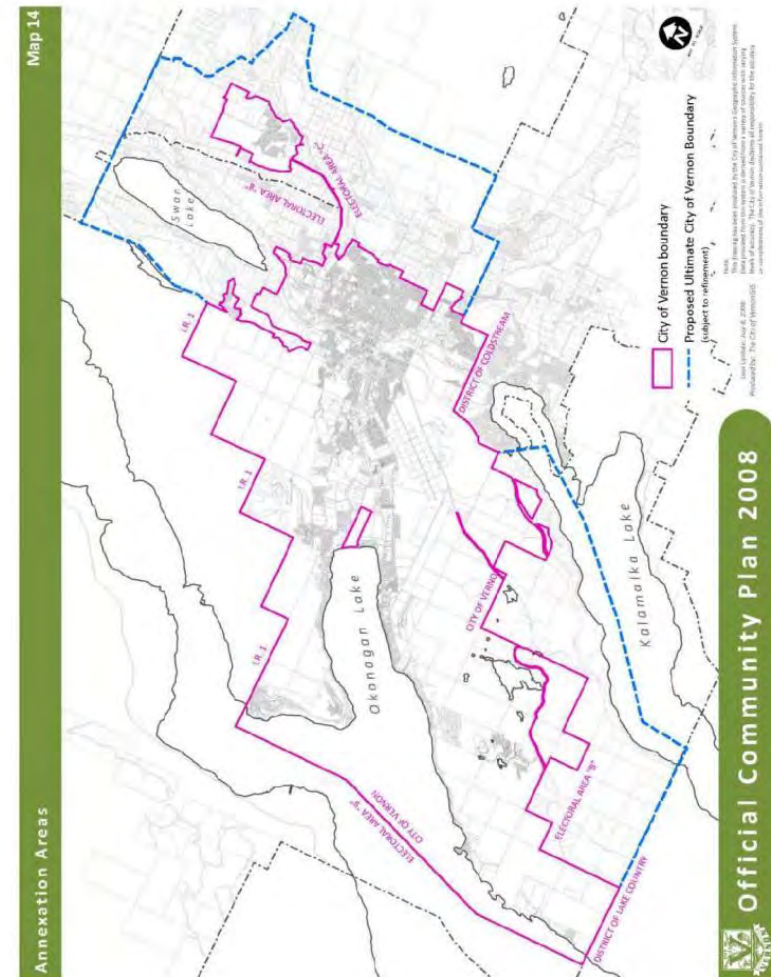 Annexation Areas
Map 14
Swan
Lake
ELECTORAL AREA "B"
ELECTORAL AREA "C"
I.R. 1
I.R. 1
I.R. 1
Okanagan Lake
DISTRICT OF COLDSTREAM
CITY OF VERNON
ELECTORAL AREA "B"
CITY OF VERNON
ELECTORAL AREA "B"
DISTRICT OF LAKE COUNTRY
Kalamalka Lake
N
City of Vernon boundary
Proposed Ultimate City of Vernon Boundary
(subject to refinement)
Official Community Plan 2008